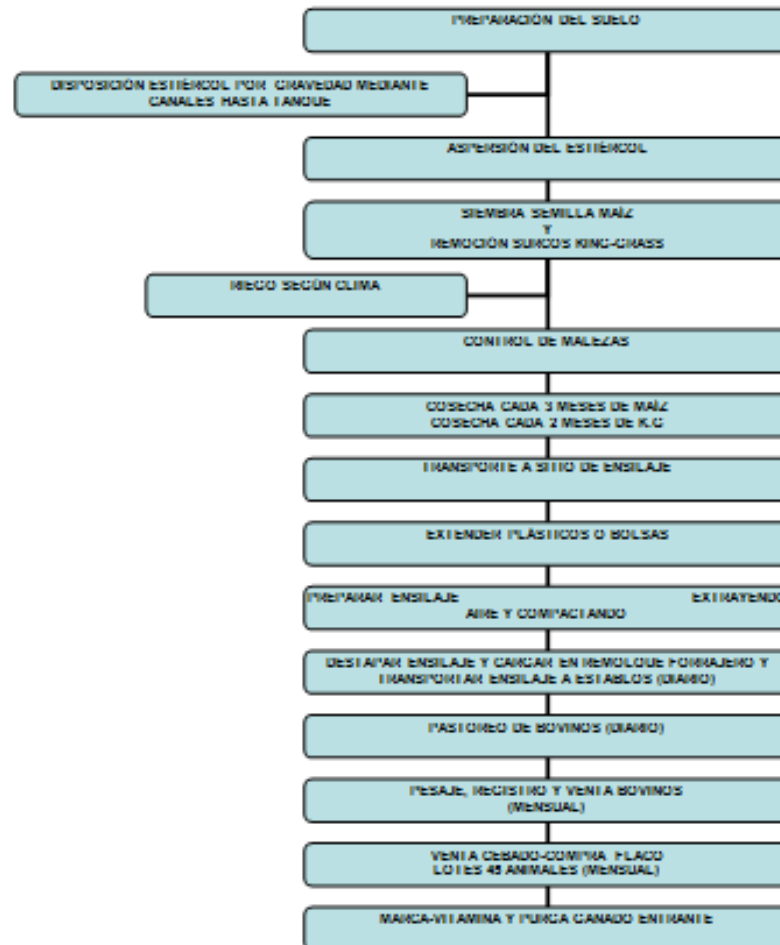 PREPARACIÓN DEL SUELO
DISPOSICIÓN ESTIÉRCOL POR GRAVEDAD MEDIANTE
CANALES HASTA TANQUE
ASPERSIÓN DEL ESTIÉRCOL
SIEMBRA SEMILLA MAÍZ
Y
REMOCIÓN SURCOS KING-GRASS
RIEGO SEGÚN CLIMA
CONTROL DE MALEZAS
COSECHA CADA 3 MESES DE MAÍZ
COSECHA CADA 2 MESES DE K.G
TRANSPORTE A SITIO DE ENSILAJE
EXTENDER PLÁSTICOS O BOLSAS
PREPARAR ENSILAJE EXTRAYENDO
AIRE Y COMPACTANDO
DESTAPAR ENSILAJE Y CARGAR EN REMOLQUE FORRAJERO Y
TRANSPORTAR ENSILAJE A ESTABLOS (DIARIO)
PASTOREO DE BOVINOS (DIARIO)
PESAJE, REGISTRO Y VENTA BOVINOS
(MENSUAL)
VENTA CEBADO-COMPRA FLACO
LOTES 45 ANIMALES (MENSUAL)
MARCA-VITAMINA Y PURGA GANADO ENTRANTE